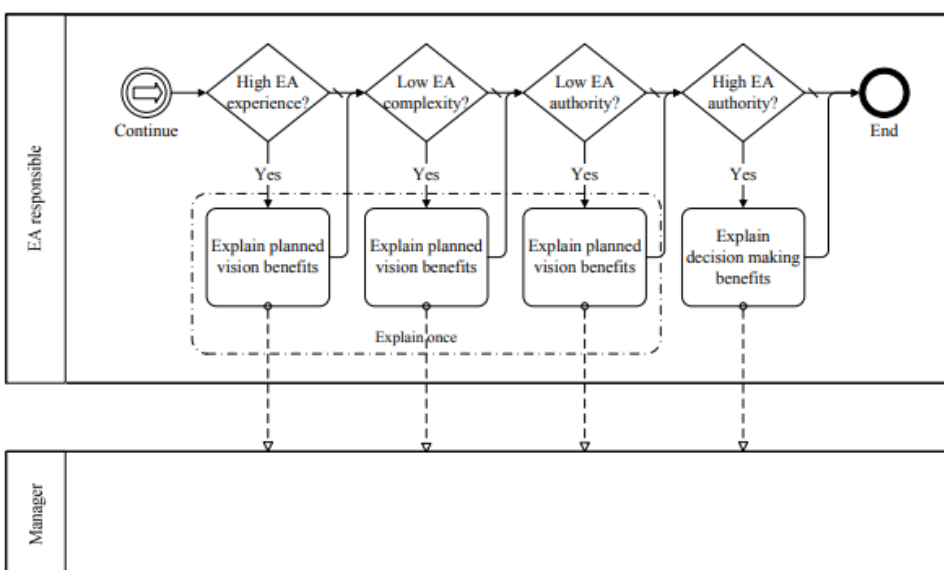 EA responsible
High EA
experience?
Low EA
complexity?
Low EA
authority?
High EA
authority?
Continue
End
Yes
Yes
Yes
Yes
Explain planned
vision benefits
Explain planned
vision benefits
Explain planned
vision benefits
Explain
decision making
benefits
Explain once
Manager